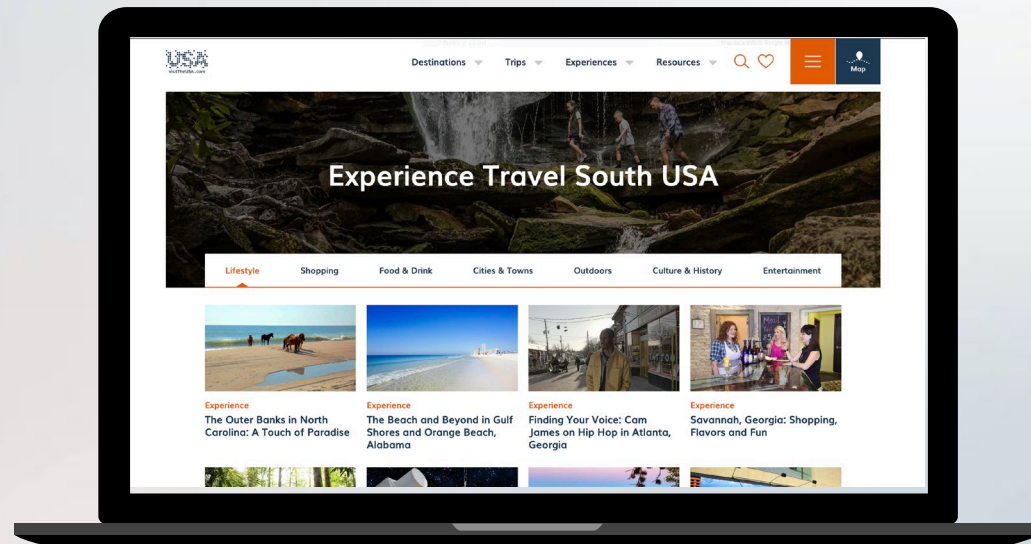 USA
VisitTheUSA.com
Destinations Trips Experiences Resources
Map
Experience Travel South USA
Lifestyle Shopping Food & Drink Cities & Towns Outdoors Culture & History Entertainment
Experience
The Outer Banks in North
Carolina: A Touch of Paradise
Experience
The Beach and Beyond in Gulf
Shores and Orange Beach,
Alabama
TATTOO
Experience
Finding Your Voice: Cam
James on Hip Hop in Atlanta,
Georgia
Experience
Savannah, Georgia: Shopping,
Flavors and Fun